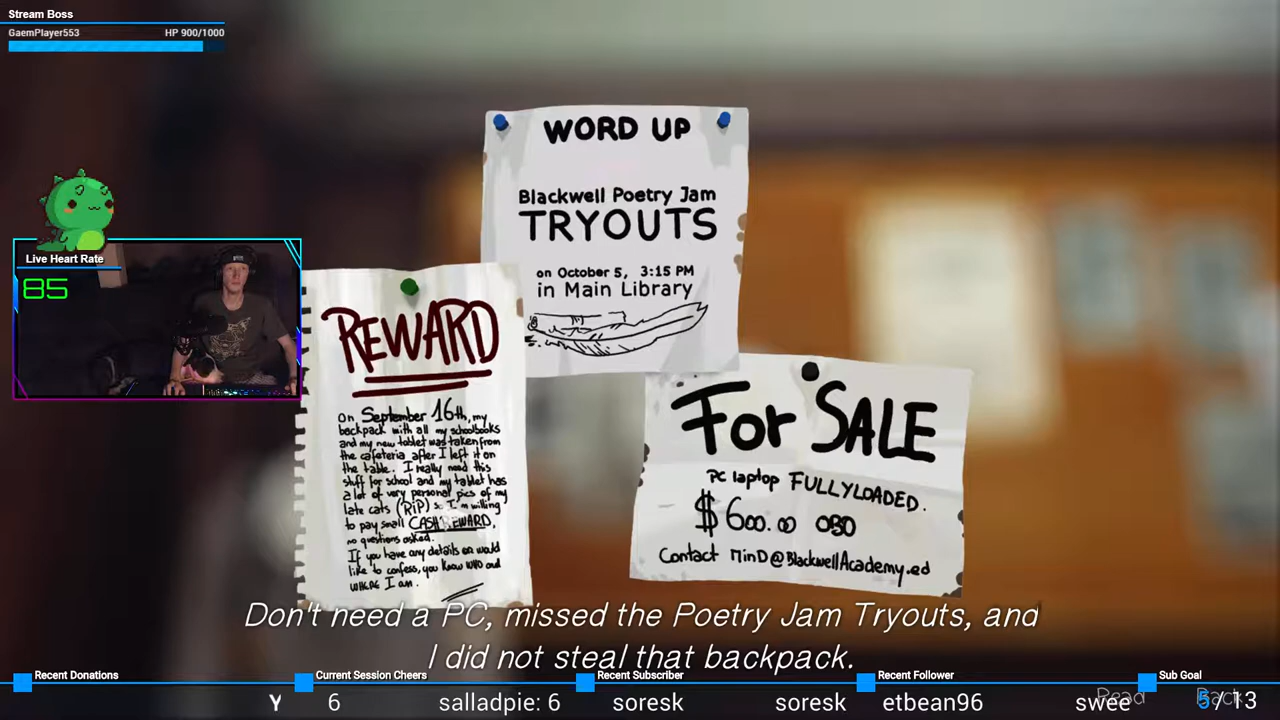 Stream Boss
GaemPlayer553
HP 900/1000
Live Heart Rate
85
WORD UP
Blackwell Poetry Jam
TRYOUTS
on October 5, 3:15 PM
in Main Library
REWARD
On September 16th, my
backpack with all my schoolbooks
and my new tablet was taken from
the cafeteria after I left it on
the table. I really need this
stuff for school and my tablet has
a lot of very personal pics of my
late cats (RIP) so I'm willing
to pay small CASH REWARD,
no questions asked.
If you have any details or would
like to confess, you know WHO and
WHERE I am.
For SALE
PC laptop FULLYLOADED.
$600.00 OBO
Contact MinD@BlackwellAcademy.ed
Don't need a PC, missed the Poetry Jam Tryouts, and
I did not steal that backpack.
Recent Donations
Current Session Cheers
Recent Subscriber
Recent Follower
Sub Goal
Y 6
salladpie: 6
soresk
soresk
etbean96
swee
Read
Back
5 / 13